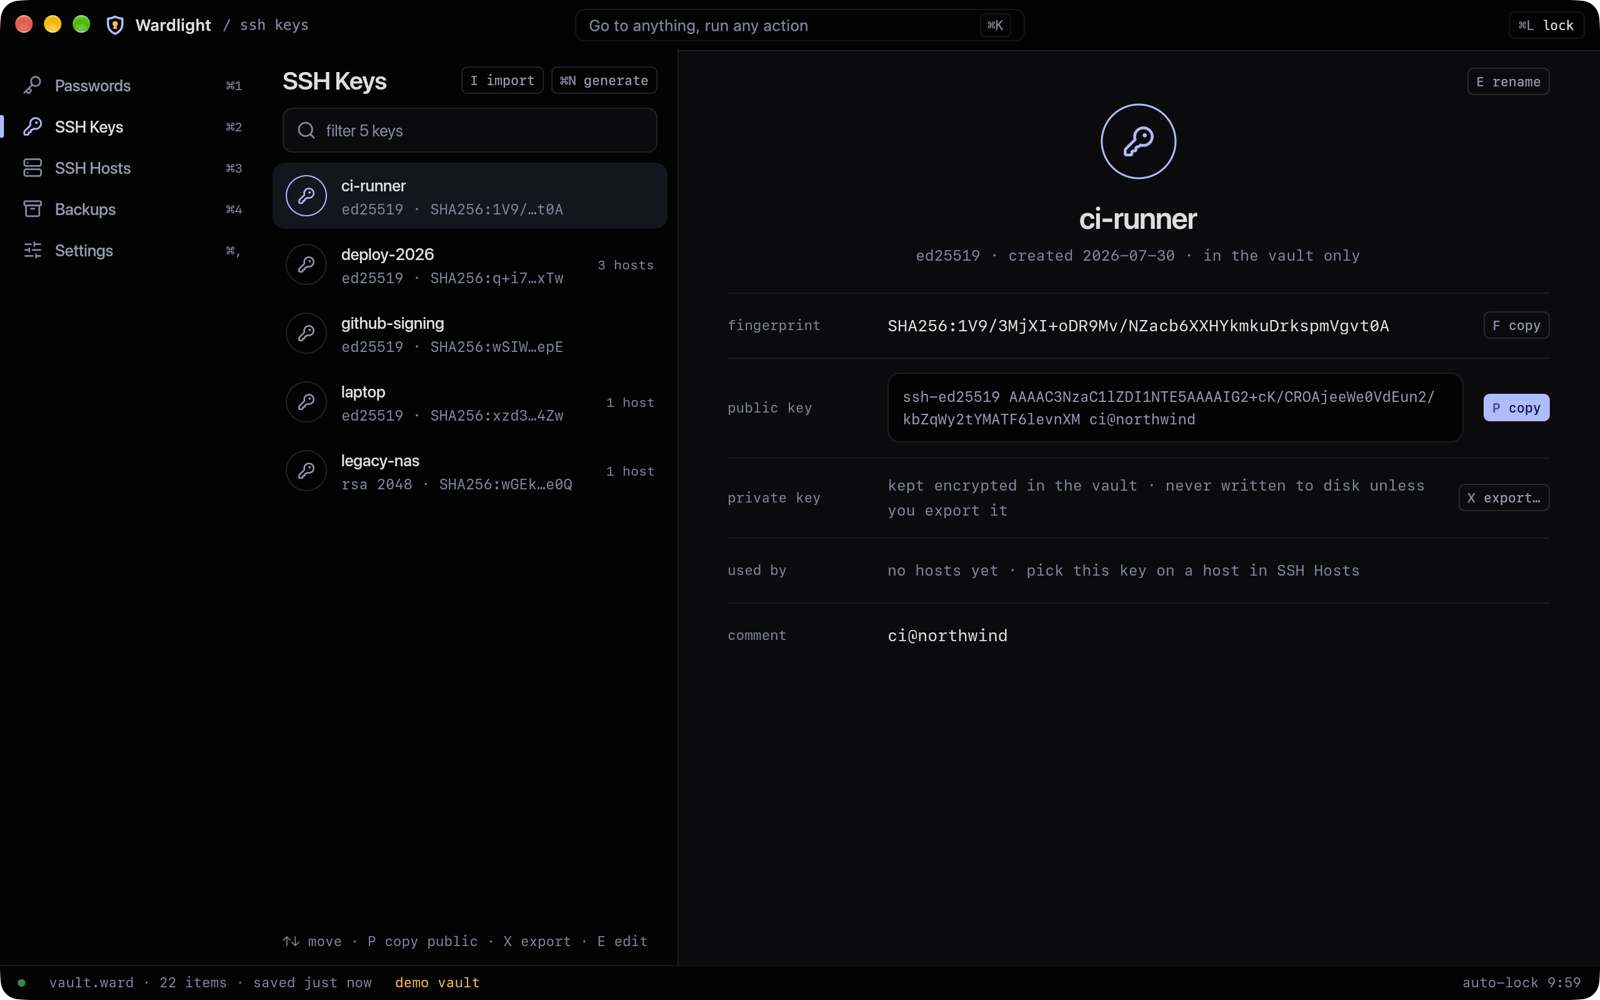 Wardlight / ssh keys
Go to anything, run any action ⌘K
⌘L lock
Passwords ⌘1
SSH Keys ⌘2
SSH Hosts ⌘3
Backups ⌘4
Settings ⌘,
SSH Keys
I import
⌘N generate
filter 5 keys
ci-runner
ed25519 · SHA256:1V9/…t0A
deploy-2026
ed25519 · SHA256:q+i7…xTw
3 hosts
github-signing
ed25519 · SHA256:wSIW…epE
laptop
ed25519 · SHA256:xzd3…4Zw
1 host
legacy-nas
rsa 2048 · SHA256:wGEk…e0Q
1 host
↑↓ move · P copy public · X export · E edit
E rename
ci-runner
ed25519 · created 2026-07-30 · in the vault only
fingerprint
SHA256:1V9/3MjXI+oDR9Mv/NZacb6XXHYkmkuDrkspmVgvt0A
F copy
public key
ssh-ed25519 AAAAC3NzaC1lZDI1NTE5AAAAIG2+cK/CROAjeeWe0VdEun2/
kbZqWy2tYMATF6levnXM ci@northwind
P copy
private key
kept encrypted in the vault · never written to disk unless
you export it
X export…
used by
no hosts yet · pick this key on a host in SSH Hosts
comment
ci@northwind
vault.ward · 22 items · saved just now demo vault
auto-lock 9:59